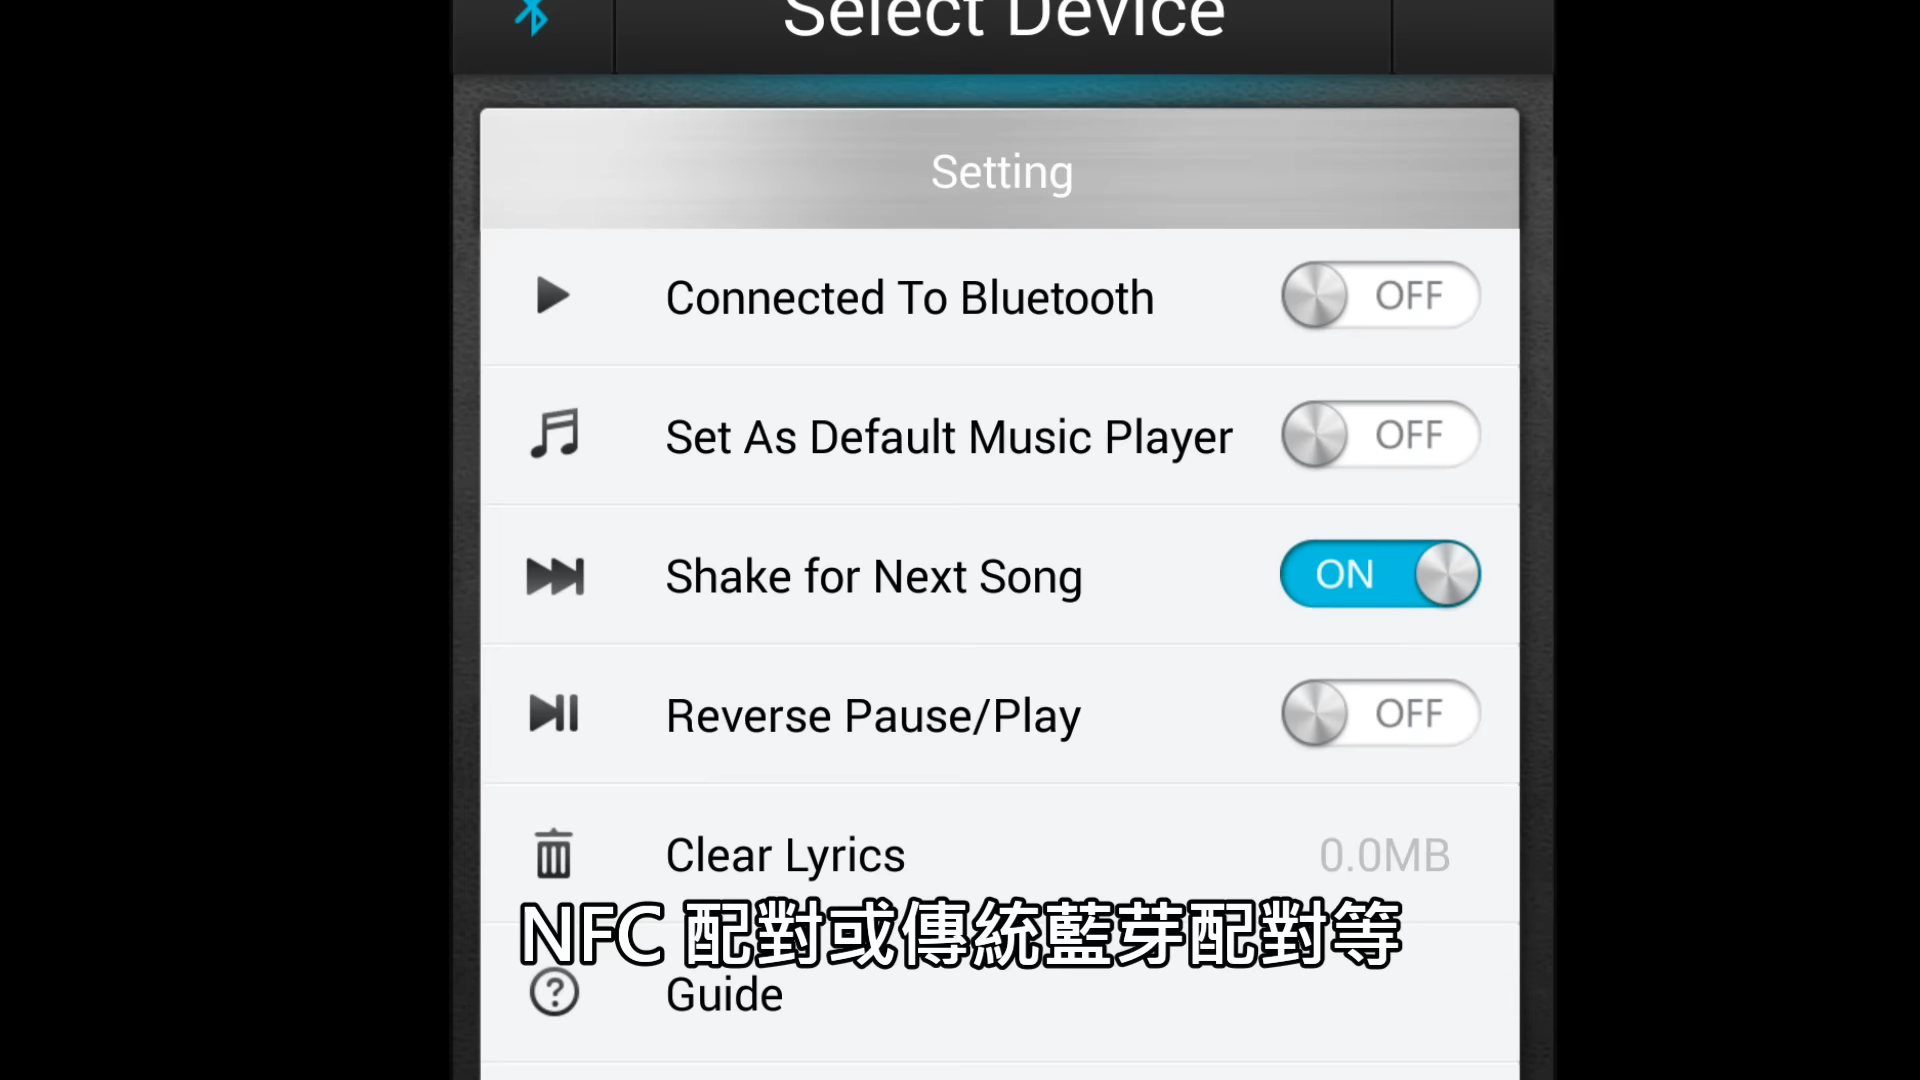 Select Device
Setting
Connected To Bluetooth OFF
Set As Default Music Player OFF
Shake for Next Song ON
Reverse Pause/Play OFF
Clear Lyrics 0.0MB
NFC 配對或傳統藍芽配對等
Guide